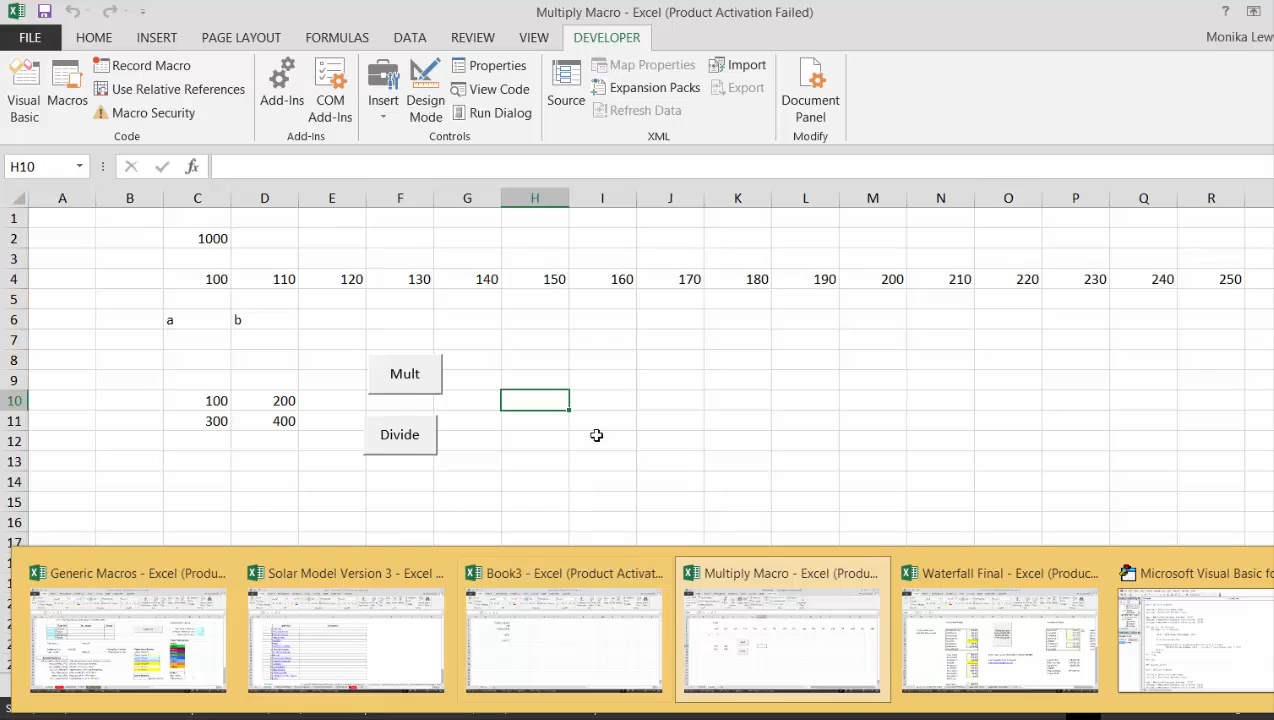 Multiply Macro - Excel (Product Activation Failed)
?
FILE HOME INSERT PAGE LAYOUT FORMULAS DATA REVIEW VIEW DEVELOPER Monika Lew
Visual Basic
Macros
Record Macro
Use Relative References
Macro Security
Code
Add-Ins
COM Add-Ins
Add-Ins
Insert
Design Mode
Properties
View Code
Run Dialog
Controls
Source
Map Properties
Expansion Packs
Refresh Data
Import
Export
XML
Document Panel
Modify
H10 fx
A B C D E F G H I J K L M N O P Q R
1
2 1000
3
4 100 110 120 130 140 150 160 170 180 190 200 210 220 230 240 250
5
6 a b
7
8
Mult
9
10 100 200
11 300 400
Divide
12
13
14
15
16
17
Generic Macros - Excel (Produ...
Solar Model Version 3 - Excel ...
Book3 - Excel (Product Activat...
Multiply Macro - Excel (Produ...
Waterfall Final - Excel (Produc...
Microsoft Visual Basic fo